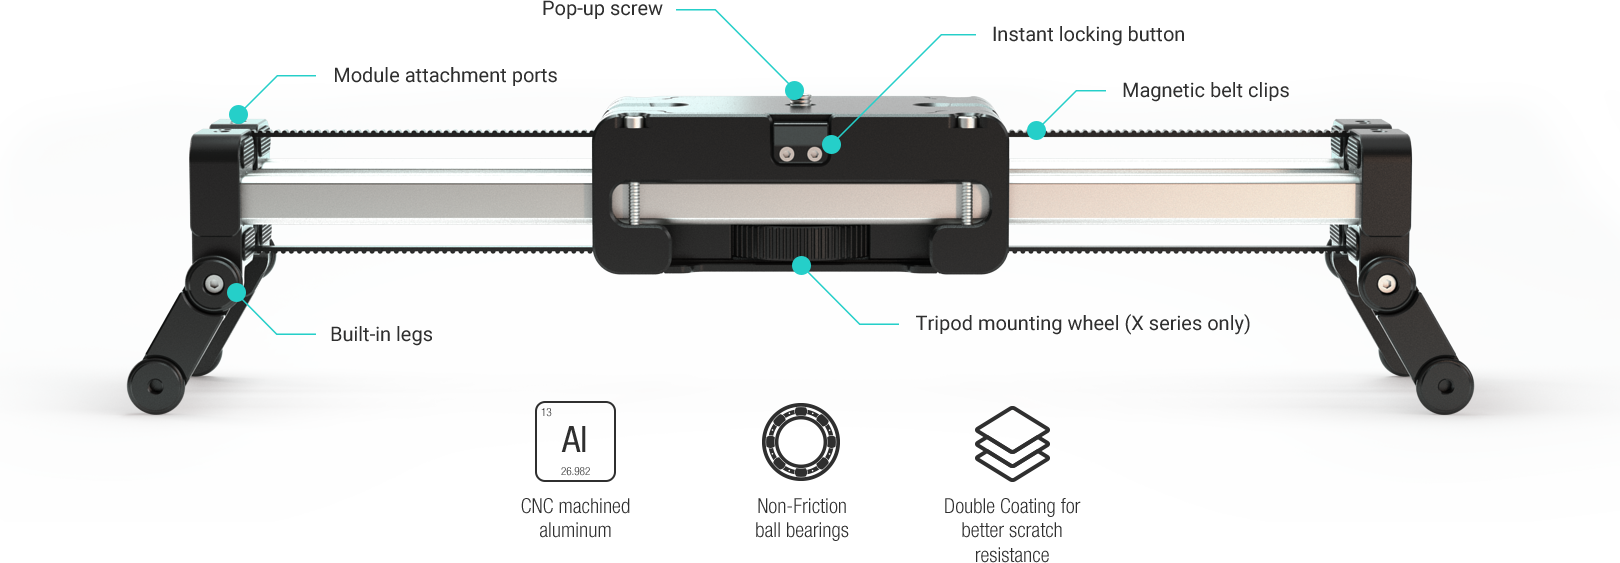 Pop-up screw
Instant locking button
Module attachment ports
Magnetic belt clips
Tripod mounting wheel (X series only)
Built-in legs
13
Al
26.982
CNC machined
aluminum
Non-Friction
ball bearings
Double Coating for
better scratch
resistance